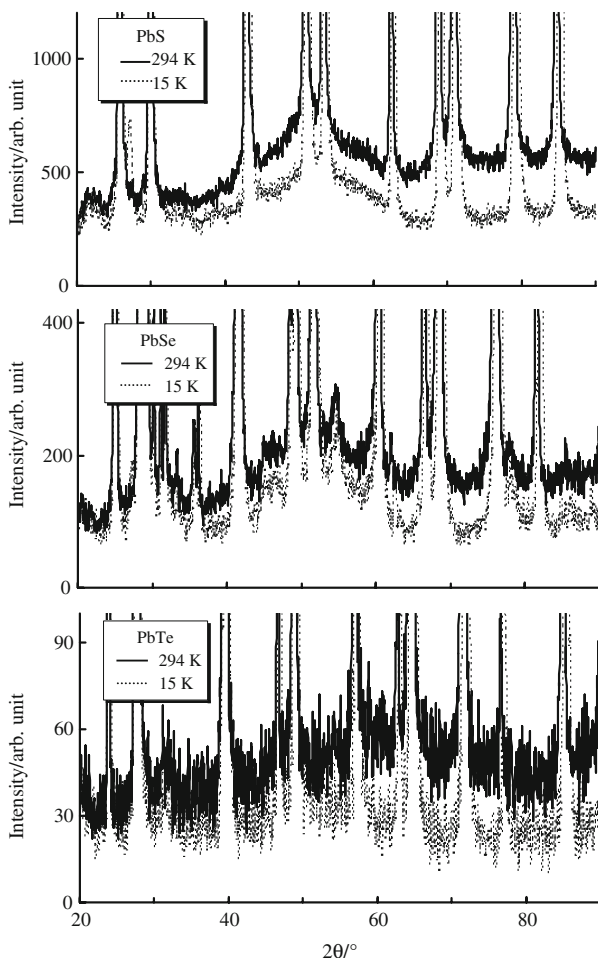 PbS
294 K
15 K
1000
500
0
Intensity/arb. unit
PbSe
294 K
15 K
400
200
0
Intensity/arb. unit
PbTe
294 K
15 K
90
60
30
0
Intensity/arb. unit
20 40 60 80
2θ/°